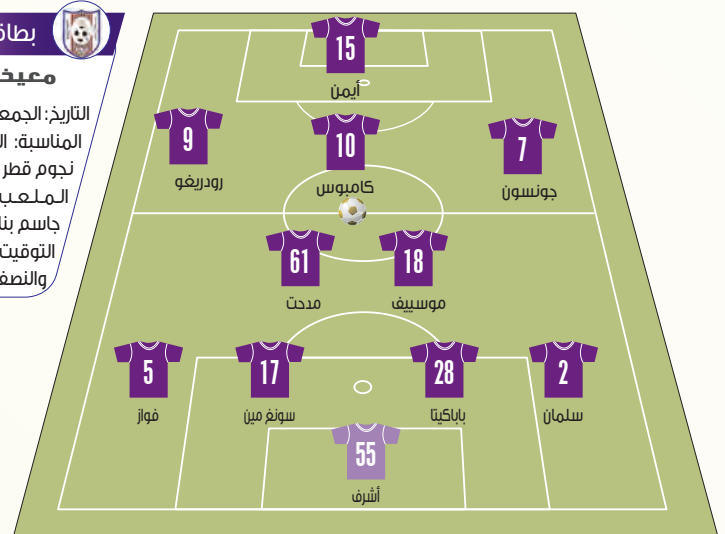 بطاق
معيذ
التاريخ: الجمع
المناسبة: ال
نجوم قطر
الملعب
جاسم بن
التوقيت
والنصف
15
أيمن
9
رودريغو
10
كامبوس
7
جونسون
61
مدحت
18
موسييف
5
فواز
17
سونغ مين
28
باباكيتا
2
سلمان
55
أشرف